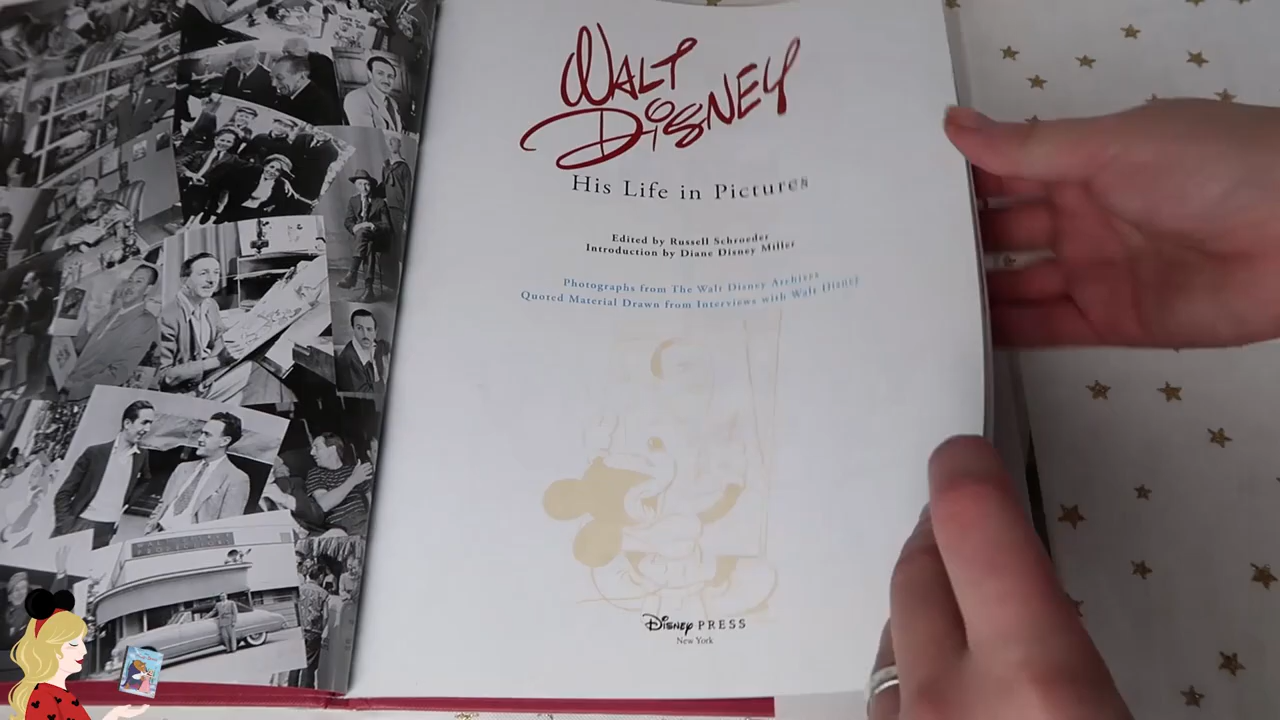 WALT
DISNEY
His Life in Pictures
Edited by Russell Schroeder
Introduction by Diane Disney Miller
Photographs from The Walt Disney Archives
Quoted Material Drawn from Interviews with Walt Disney
Disney PRESS
New York